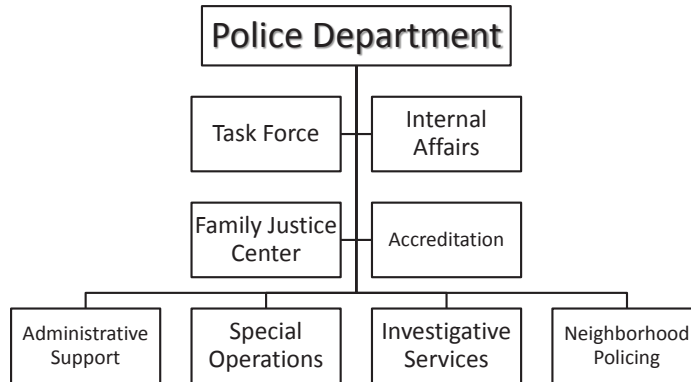 Police Department
Task Force
Internal
Affairs
Family Justice
Center
Accreditation
Administrative
Support
Special
Operations
Investigative
Services
Neighborhood
Policing